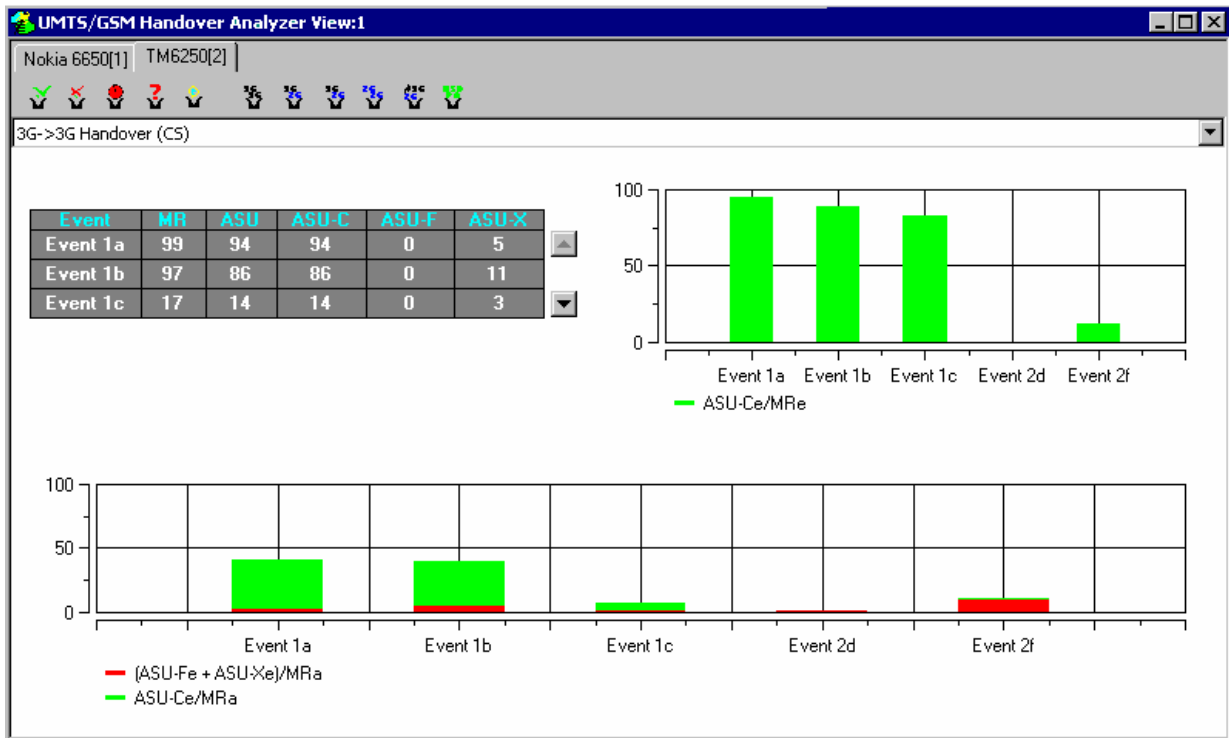 UMTS/GSM Handover Analyzer View:1
Nokia 6650[1] TM6250[2]
3G->3G Handover (CS)
Event MR ASU ASU-C ASU-F ASU-X
Event 1a 99 94 94 0 5
Event 1b 97 86 86 0 11
Event 1c 17 14 14 0 3
100
50
0
Event 1a Event 1b Event 1c Event 2d Event 2f
ASU-Ce/MRe
100
50
0
Event 1a Event 1b Event 1c Event 2d Event 2f
(ASU-Fe + ASU-Xe)/MRa
ASU-Ce/MRa